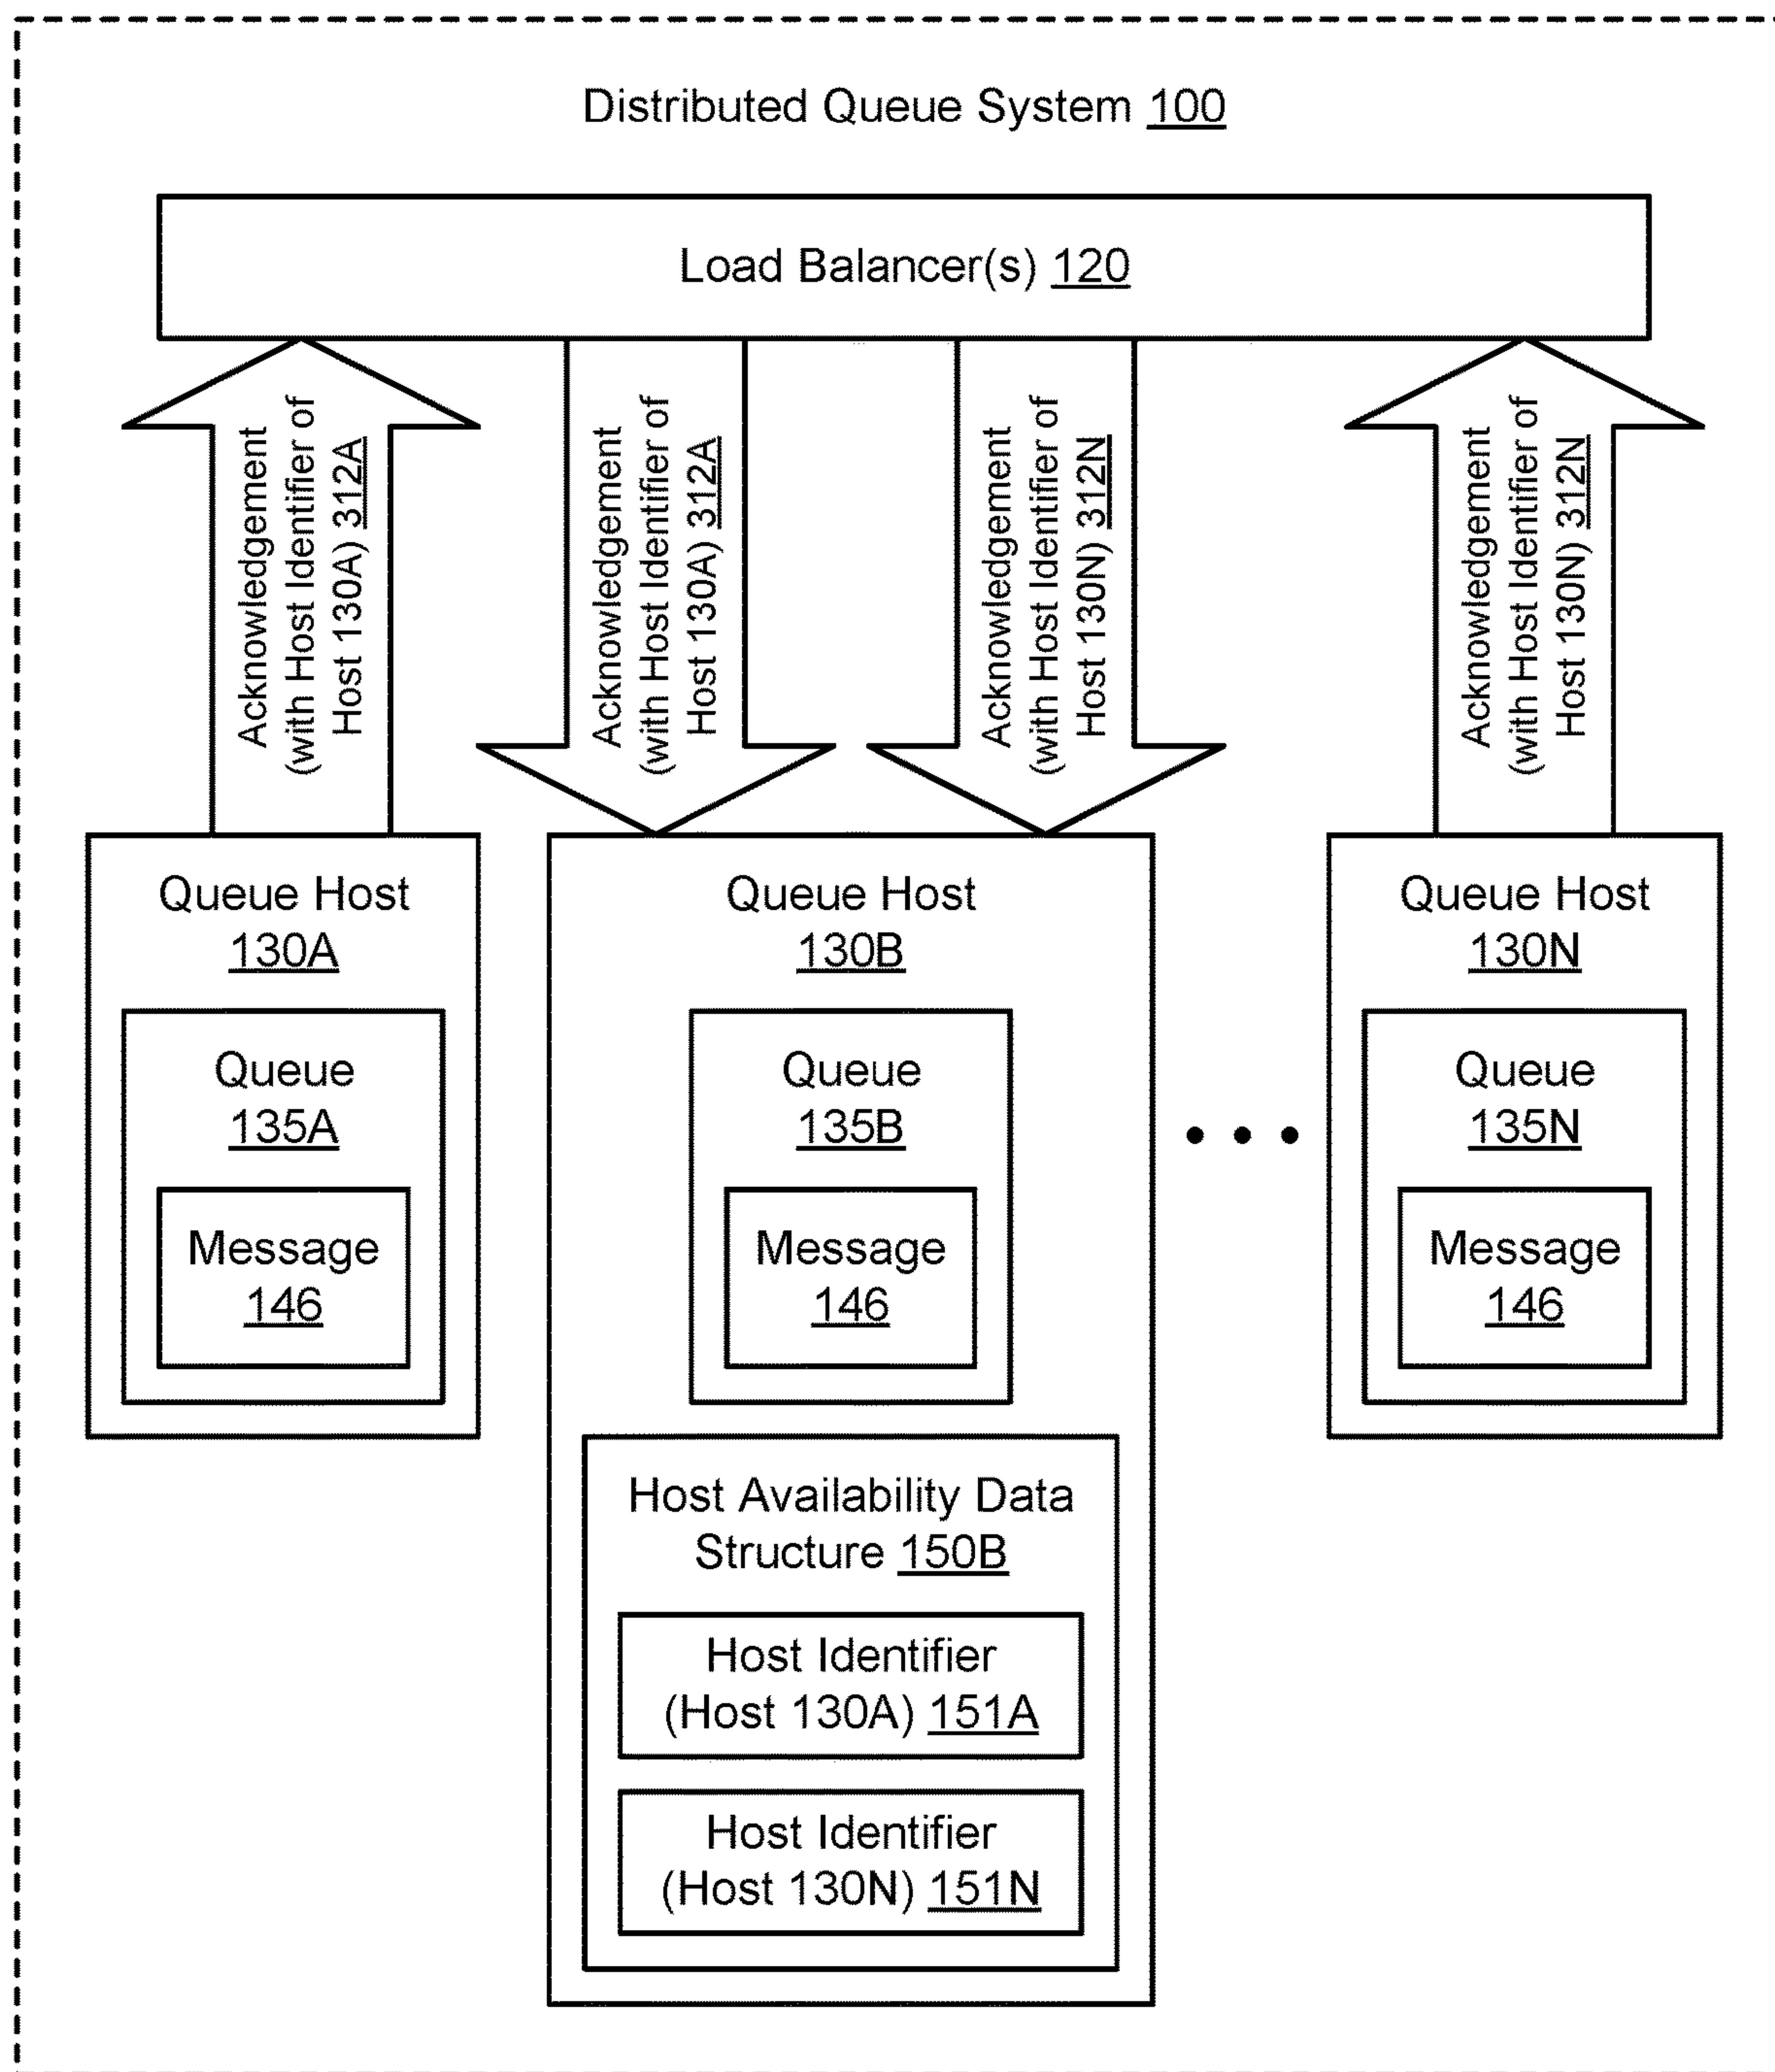 Distributed Queue System 100
Load Balancer(s) 120
Acknowledgement
(with Host Identifier of
Host 130A) 312A
Acknowledgement
(with Host Identifier of
Host 130A) 312A
Acknowledgement
(with Host Identifier of
Host 130N) 312N
Acknowledgement
(with Host Identifier of
Host 130N) 312N
Queue Host
130A
Queue
135A
Message
146
Queue Host
130B
Queue
135B
Message
146
Host Availability Data
Structure 150B
Host Identifier
(Host 130A) 151A
Host Identifier
(Host 130N) 151N
Queue Host
130N
Queue
135N
Message
146